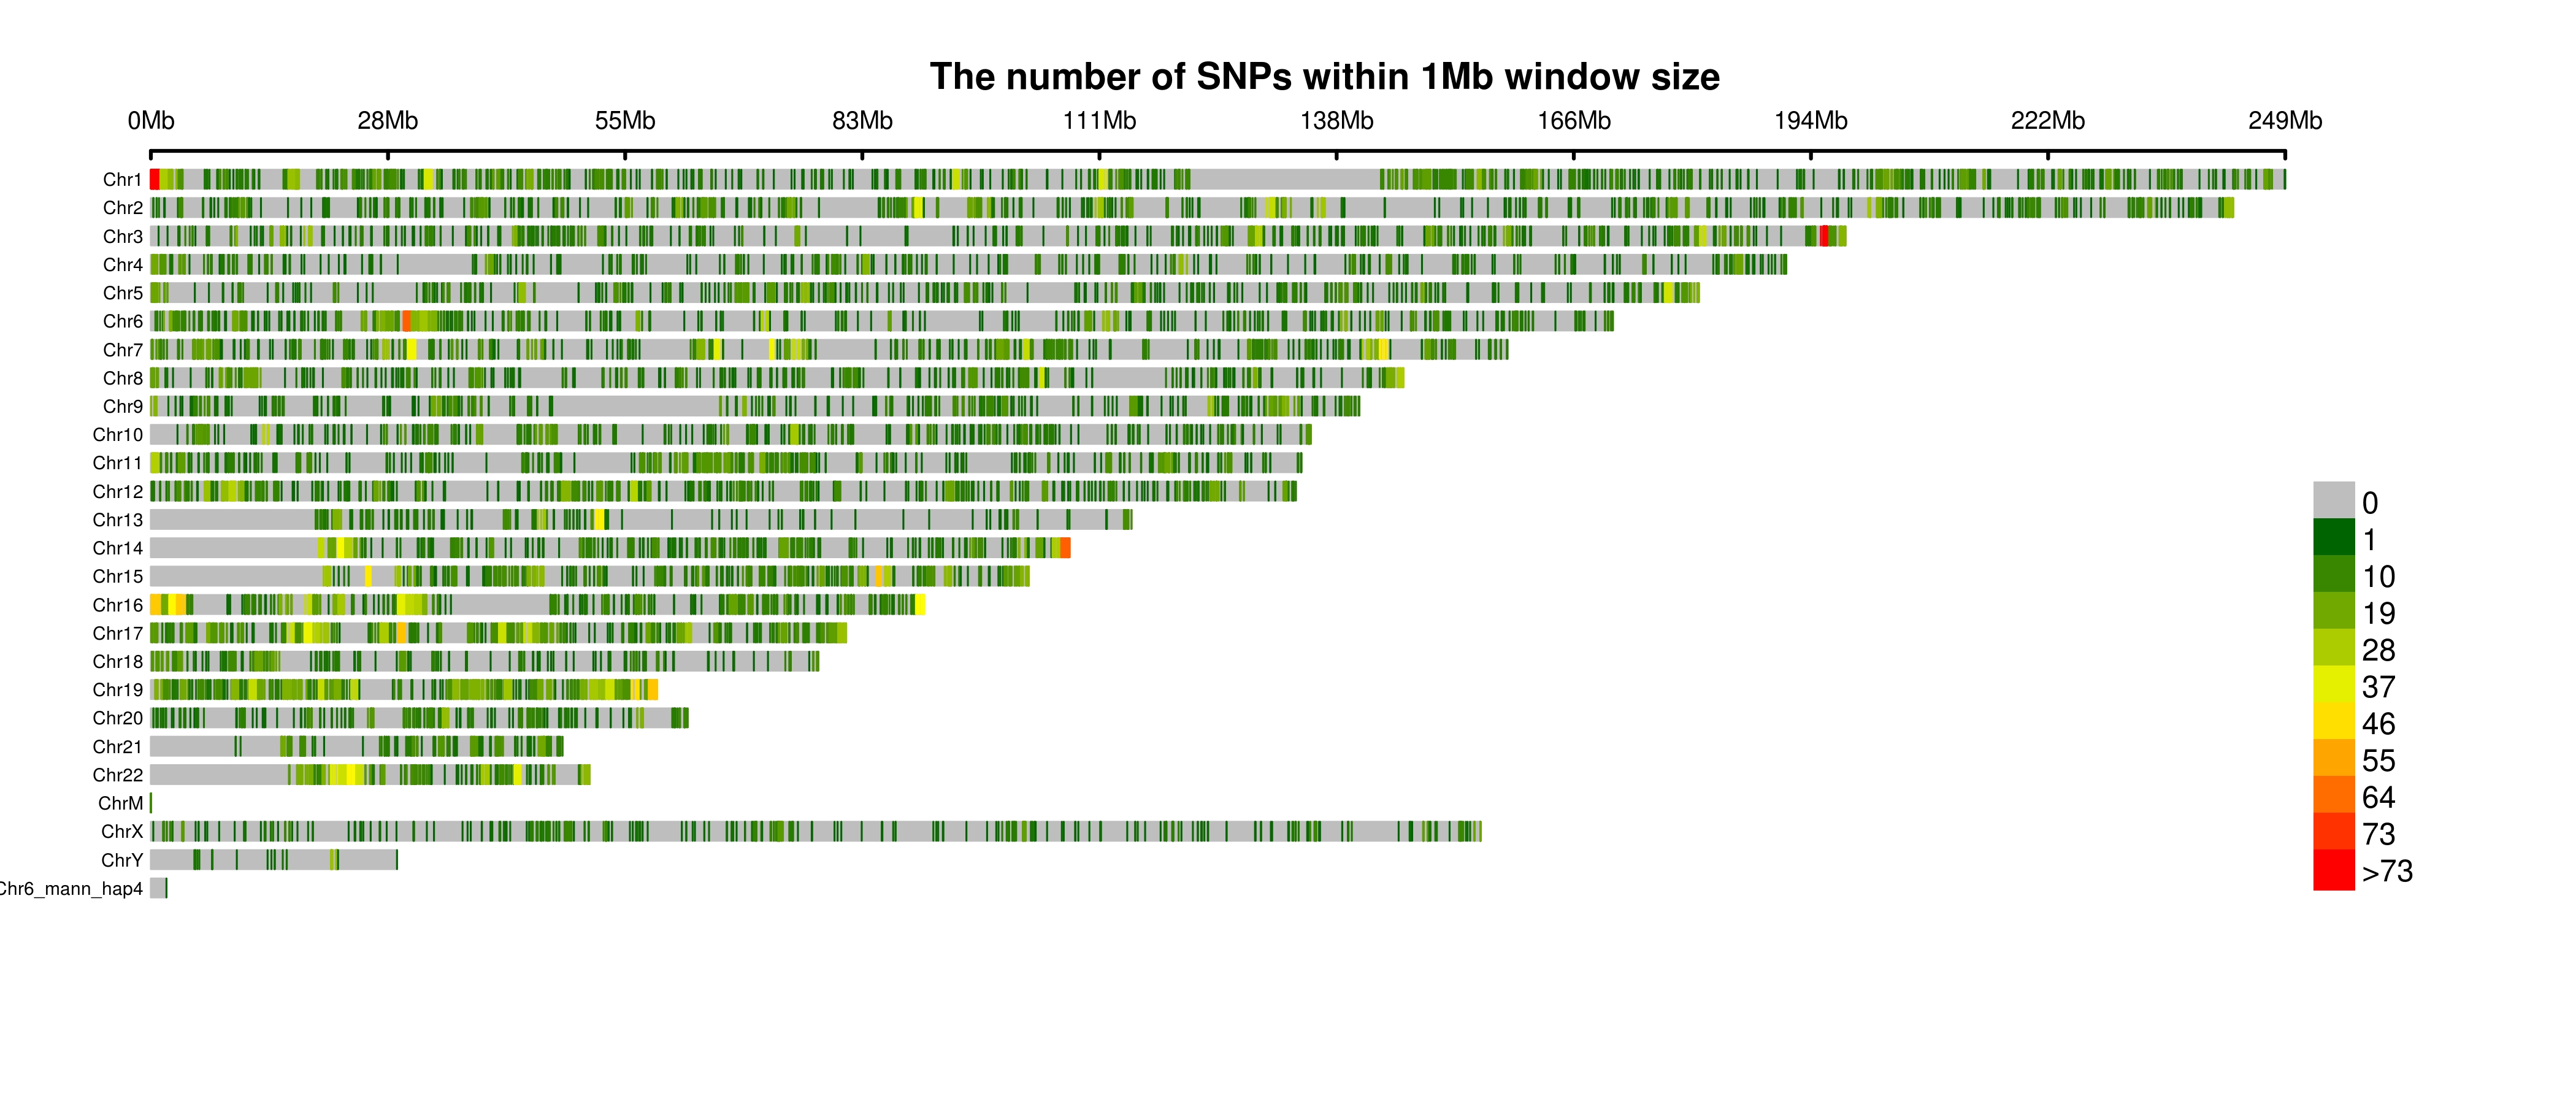 The number of SNPs within 1Mb window size
0Mb 28Mb 55Mb 83Mb 111Mb 138Mb 166Mb 194Mb 222Mb 249Mb
Chr1
Chr2
Chr3
Chr4
Chr5
Chr6
Chr7
Chr8
Chr9
Chr10
Chr11
Chr12
Chr13
Chr14
Chr15
Chr16
Chr17
Chr18
Chr19
Chr20
Chr21
Chr22
ChrM
ChrX
ChrY
Chr6_mann_hap4
0
1
10
19
28
37
46
55
64
73
>73